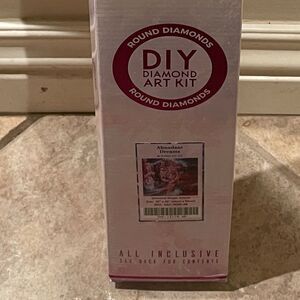 ROUND DIAMONDS
DIY
DIAMOND
ART KIT
ROUND DIAMONDS
Abundant
Dreams
ALL INCLUSIVE
SEE BACK FOR CONTENTS